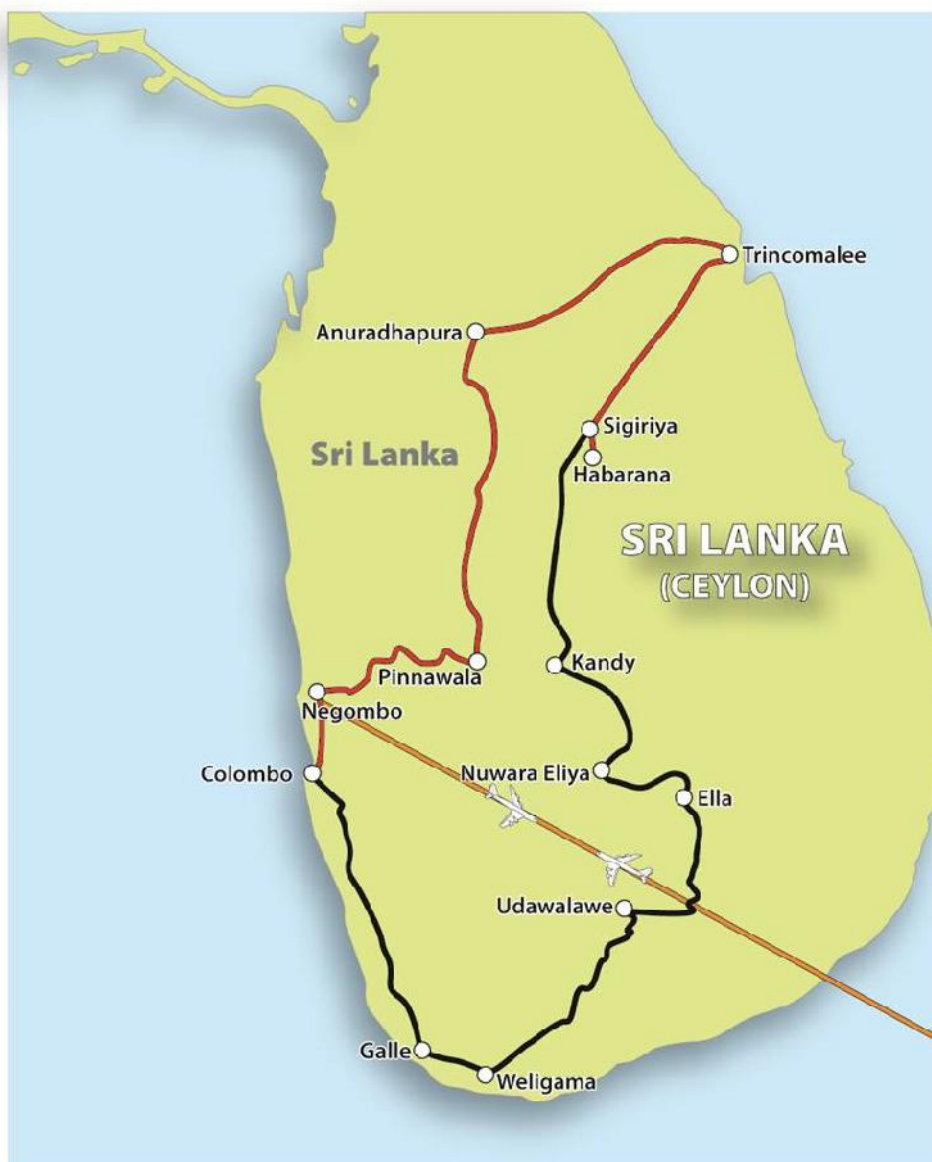 Trincomalee
Anuradhapura
Sigiriya
Sri Lanka
Habarana
SRI LANKA
(CEYLON)
Kandy
Pinnawala
Negombo
Colombo
Nuwara Eliya
Ella
Udawalawe
Galle
Weligama